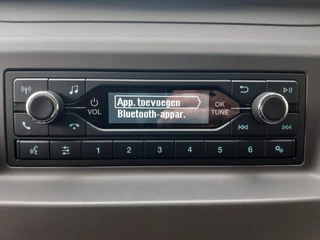 App. toevoegen
Bluetooth-appar.
VOL
OK
TUNE
1 2 3 4 5 6